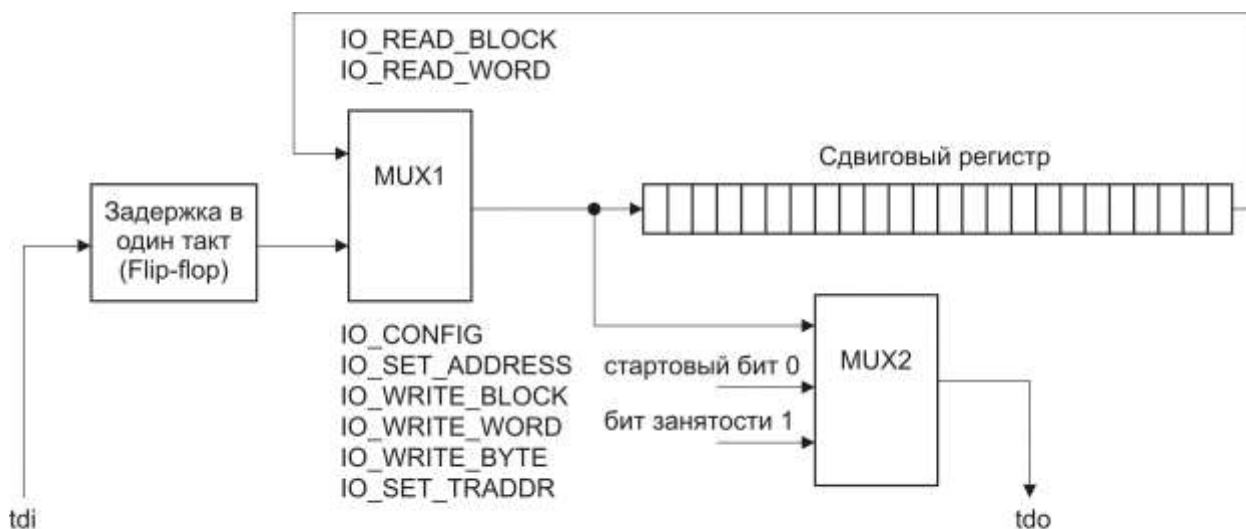 IO_READ_BLOCK
IO_READ_WORD
MUX1
Сдвиговый регистр
Задержка в
один такт
(Flip-flop)
IO_CONFIG
IO_SET_ADDRESS
IO_WRITE_BLOCK
IO_WRITE_WORD
IO_WRITE_BYTE
IO_SET_TRADDR
стартовый бит 0
бит занятости 1
MUX2
tdi
tdo